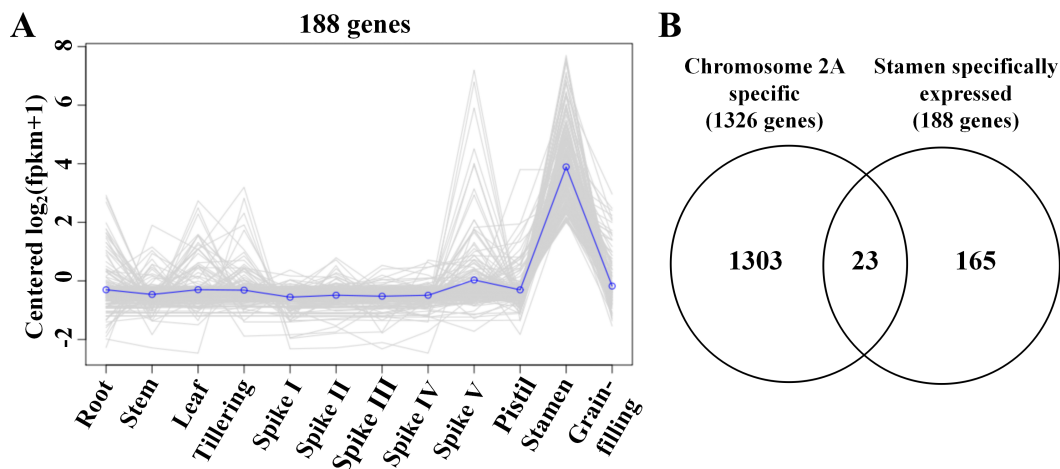 A
188 genes
Centered log2(fpkm+1)
8
6
4
2
0
-2
Root
Stem
Leaf
Tillering
Spike I
Spike II
Spike III
Spike IV
Spike V
Pistil
Stamen
Grain-
filling
B
Chromosome 2A
specific
(1326 genes)
Stamen specifically
expressed
(188 genes)
1303
23
165